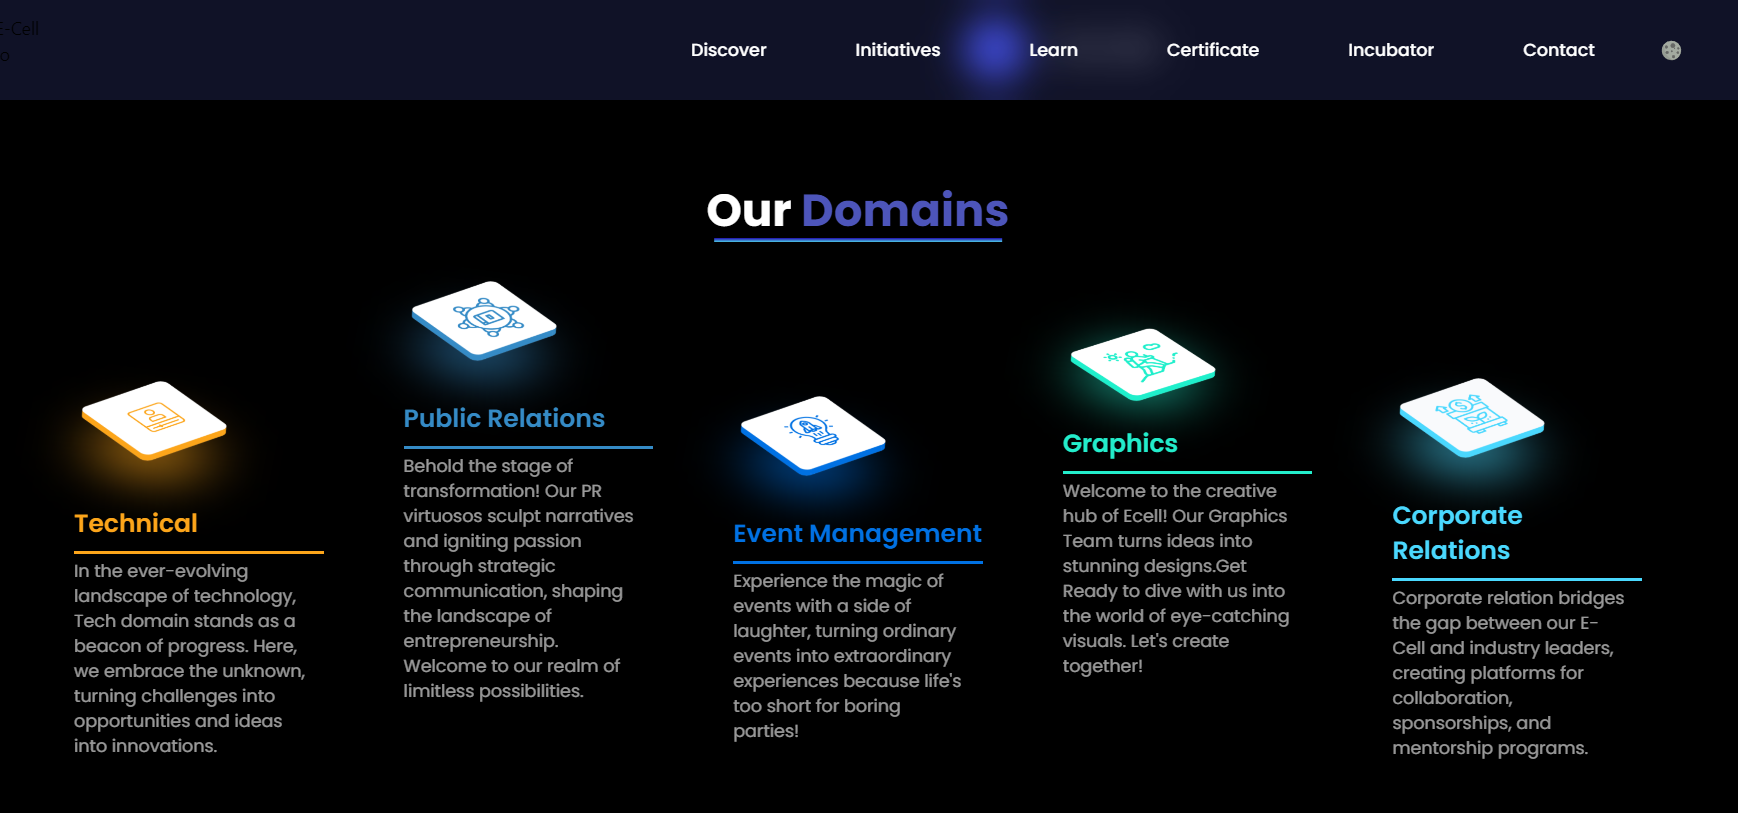 E-Cell
o
Discover
Initiatives
Learn
Certificate
Incubator
Contact
Our Domains
Technical
In the ever-evolving
landscape of technology,
Tech domain stands as a
beacon of progress. Here,
we embrace the unknown,
turning challenges into
opportunities and ideas
into innovations.
Public Relations
Behold the stage of
transformation! Our PR
virtuosos sculpt narratives
and igniting passion
through strategic
communication, shaping
the landscape of
entrepreneurship.
Welcome to our realm of
limitless possibilities.
Event Management
Experience the magic of
events with a side of
laughter, turning ordinary
events into extraordinary
experiences because life's
too short for boring
parties!
Graphics
Welcome to the creative
hub of Ecell! Our Graphics
Team turns ideas into
stunning designs.Get
Ready to dive with us into
the world of eye-catching
visuals. Let's create
together!
Corporate
Relations
Corporate relation bridges
the gap between our E-
Cell and industry leaders,
creating platforms for
collaboration,
sponsorships, and
mentorship programs.